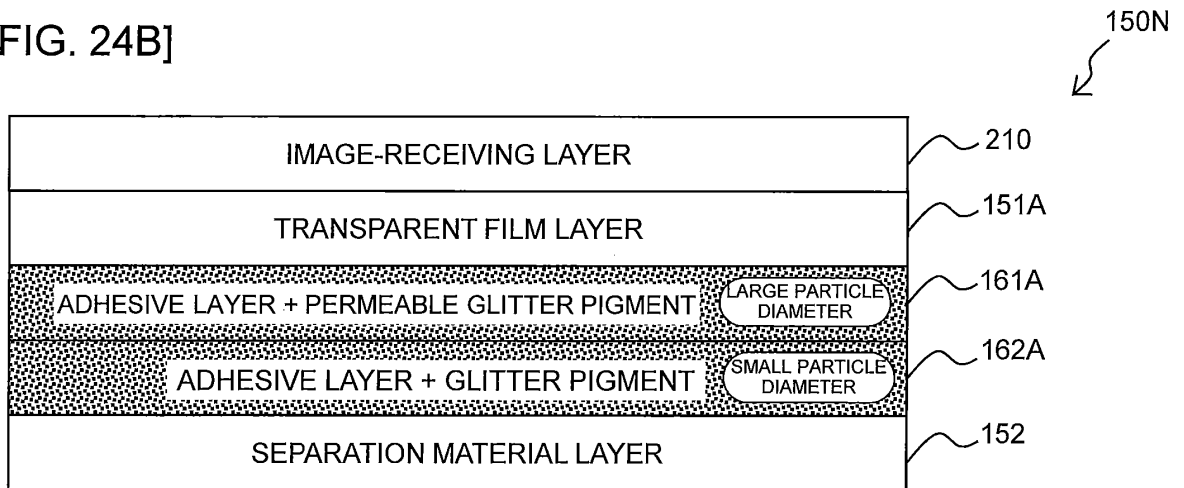 FIG. 24B]
150N
IMAGE-RECEIVING LAYER
210
TRANSPARENT FILM LAYER
151A
ADHESIVE LAYER + PERMEABLE GLITTER PIGMENT
LARGE PARTICLE
DIAMETER
161A
ADHESIVE LAYER + GLITTER PIGMENT
SMALL PARTICLE
DIAMETER
162A
SEPARATION MATERIAL LAYER
152